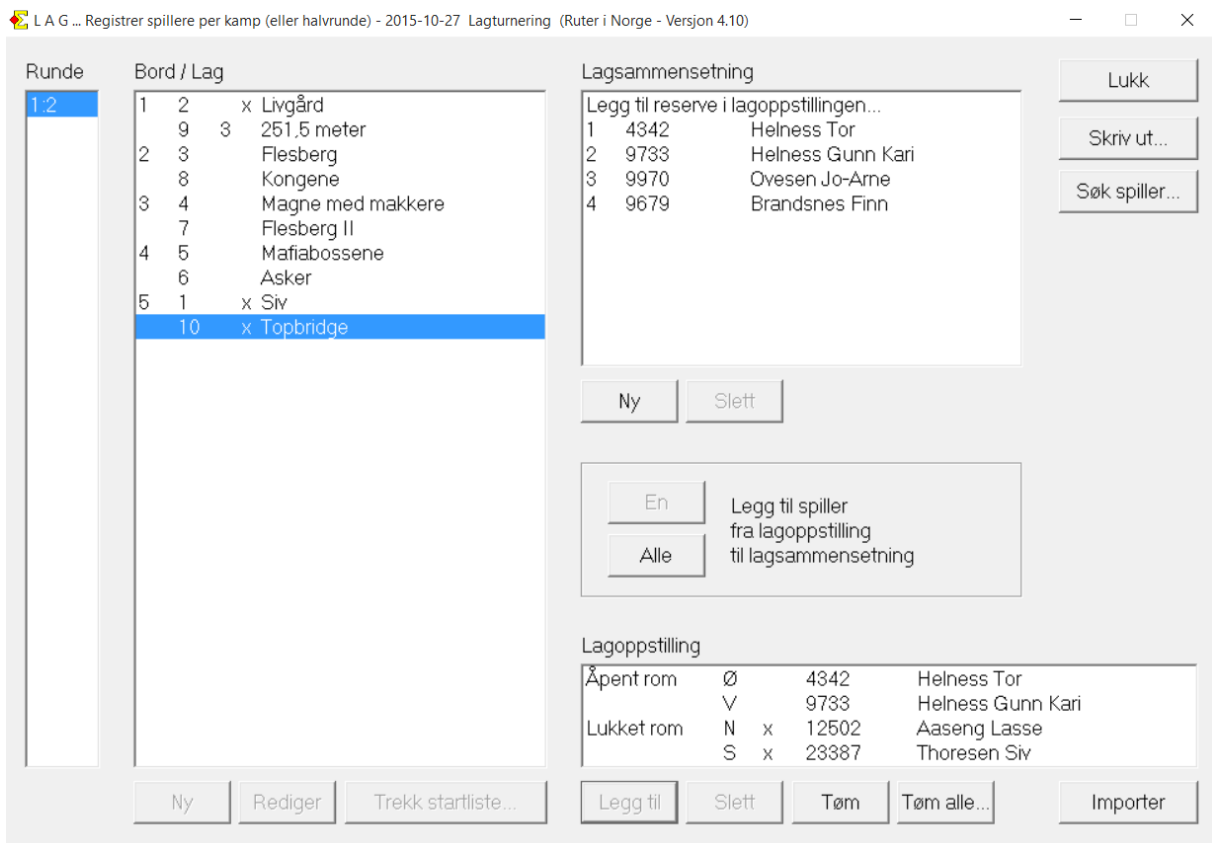 L A G ... Registrer spillere per kamp (eller halvrunde) - 2015-10-27 Lagturnering (Ruter i Norge - Versjon 4.10)
Runde
1:2
Bord / Lag
1 2 x Livgård
9 3 251,5 meter
2 3 Flesberg
8 Kongene
3 4 Magne med makkere
7 Flesberg II
4 5 Mafiabossene
6 Asker
5 1 x Siv
10 x Topbridge
Ny Rediger Trekk startliste...
Lagsammensetning
Legg til reserve i lagoppstillingen...
1 4342 Helness Tor
2 9733 Helness Gunn Kari
3 9970 Ovesen Jo-Arne
4 9679 Brandsnes Finn
Ny Slett
En
Alle
Legg til spiller
fra lagoppstilling
til lagsammensetning
Lagoppstilling
Åpent rom Ø 4342 Helness Tor
V 9733 Helness Gunn Kari
Lukket rom N x 12502 Aaseng Lasse
S x 23387 Thoresen Siv
Legg til Slett Tøm Tøm alle... Importer
Lukk
Skriv ut...
Søk spiller...